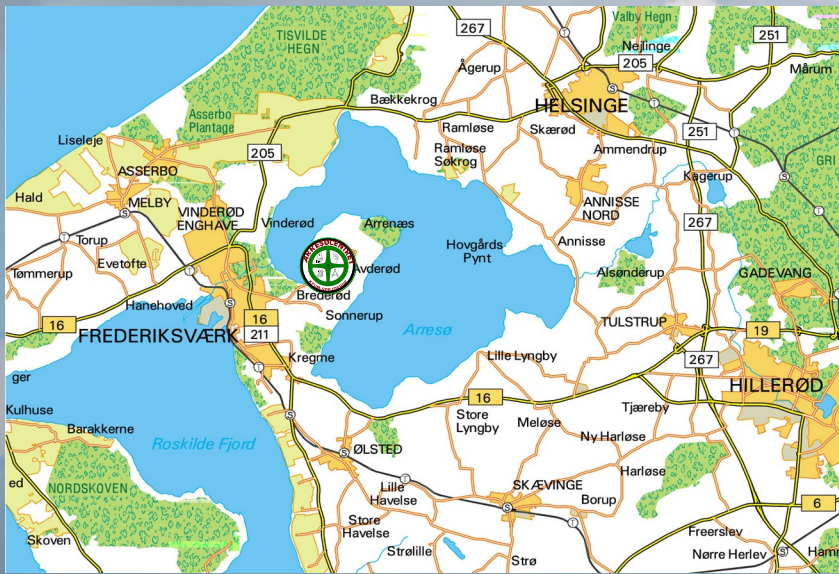 267
Valby Hegn
Nejlinge
251
TISVILDE
HEGN
205
Mårum
Ågerup
Bækkekrog
HELSINGE
Asserbo
Plantage
Ramløse
Skærød
251
Liseleje
205
Ramløse
Søkrog
Ammendrup
GRI
ASSERBO
Kagerup
Hald
MELBY
VINDERØD
ENGHAVE
Vinderød
Arrenæs
ANNISSE
NORD
267
Torup
Hovgårds
Pynt
Annisse
Evetofte
Avderød
Tømmerup
Alsønderup
GADEVANG
Hanehoved
Brederød
16
16
211
Sonnerup
TULSTRUP
FREDERIKSVÆRK
Arresø
19
Kregme
Lille Lyngby
267
ger
HILLERØD
Kulhuse
16
Tjæreby
Barakkerne
Store
Lyngby
Meløse
Roskilde Fjord
Ny Harløse
ØLSTED
Harløse
ed
NORDSKOVEN
Lille
Havelse
SKÆVINGE
Borup
6
Store
Havelse
Freerslev
Skoven
Strølille
Strø
Nørre Herlev
Hamm